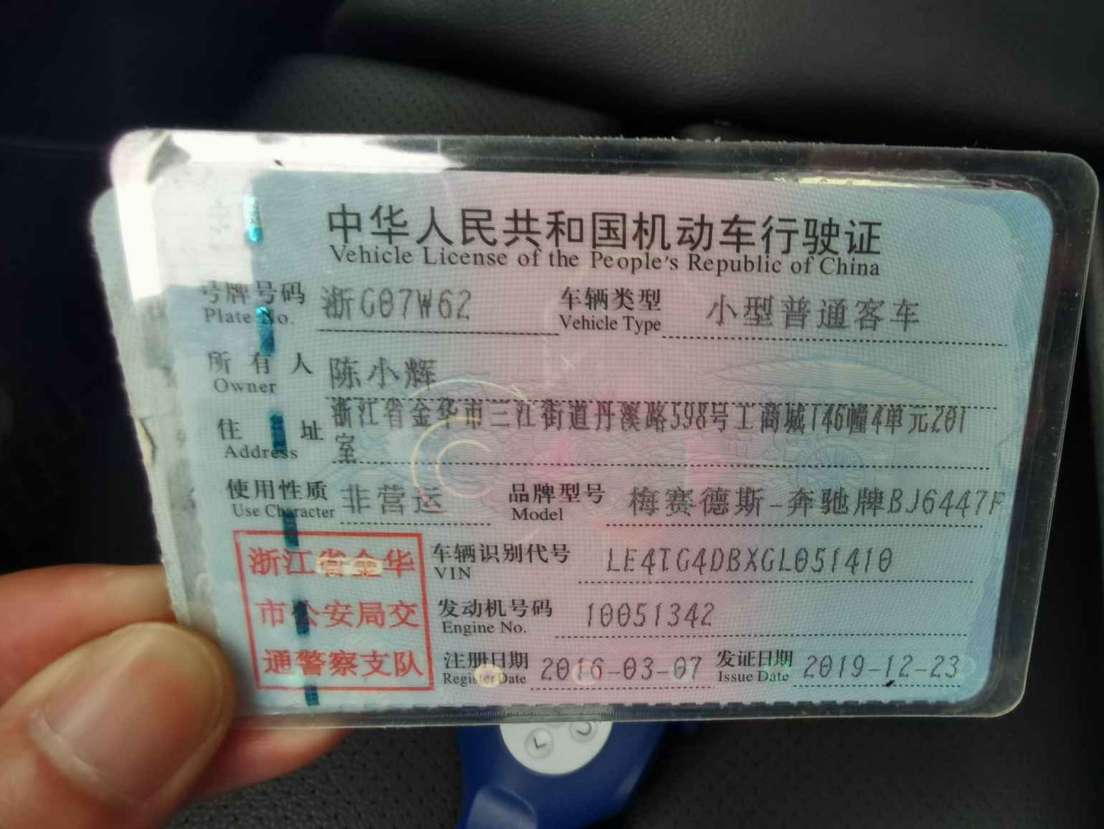 中华人民共和国机动车行驶证
Vehicle License of the People's Republic of China
号牌号码 浙G07W62 车辆类型 小型普通客车
Plate No. Vehicle Type
所有人 陈小辉
Owner
住址 浙江省金华市三江街道丹溪路598号工商城146幢4单元201
室
Address
使用性质 非营运 品牌型号 梅赛德斯-奔驰牌BJ6447F
Use Character Model
浙江省金华 车辆识别代号 LE4TG4DBXGL051410
VIN
市公安局交 发动机号码 10051342
Engine No.
通警察支队 注册日期 2016-03-07 发证日期 2019-12-23
Register Date Issue Date